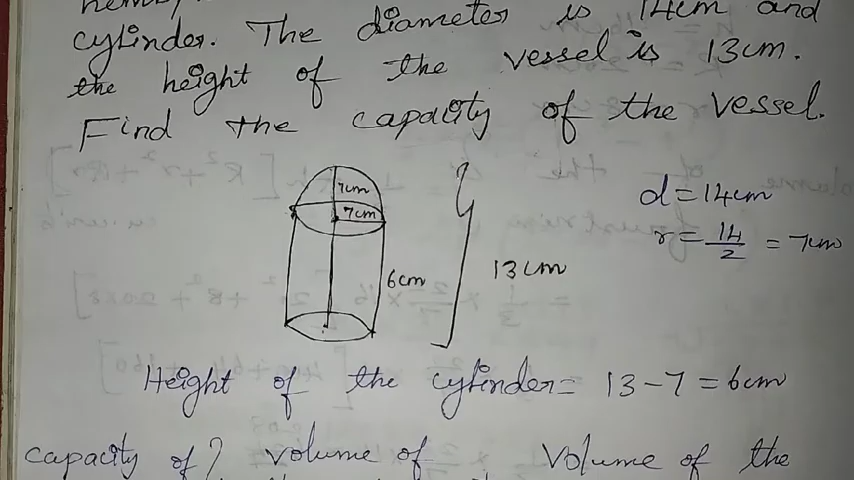 cylinder. The diameter is 14cm and
the height of the vessel is 13cm.
Find the capacity of the vessel.
7cm
7cm
6cm
13cm
d=14cm
r=14/2 = 7cm
Height of the cylinder= 13-7=6cm
capacity of} volume of Volume of the